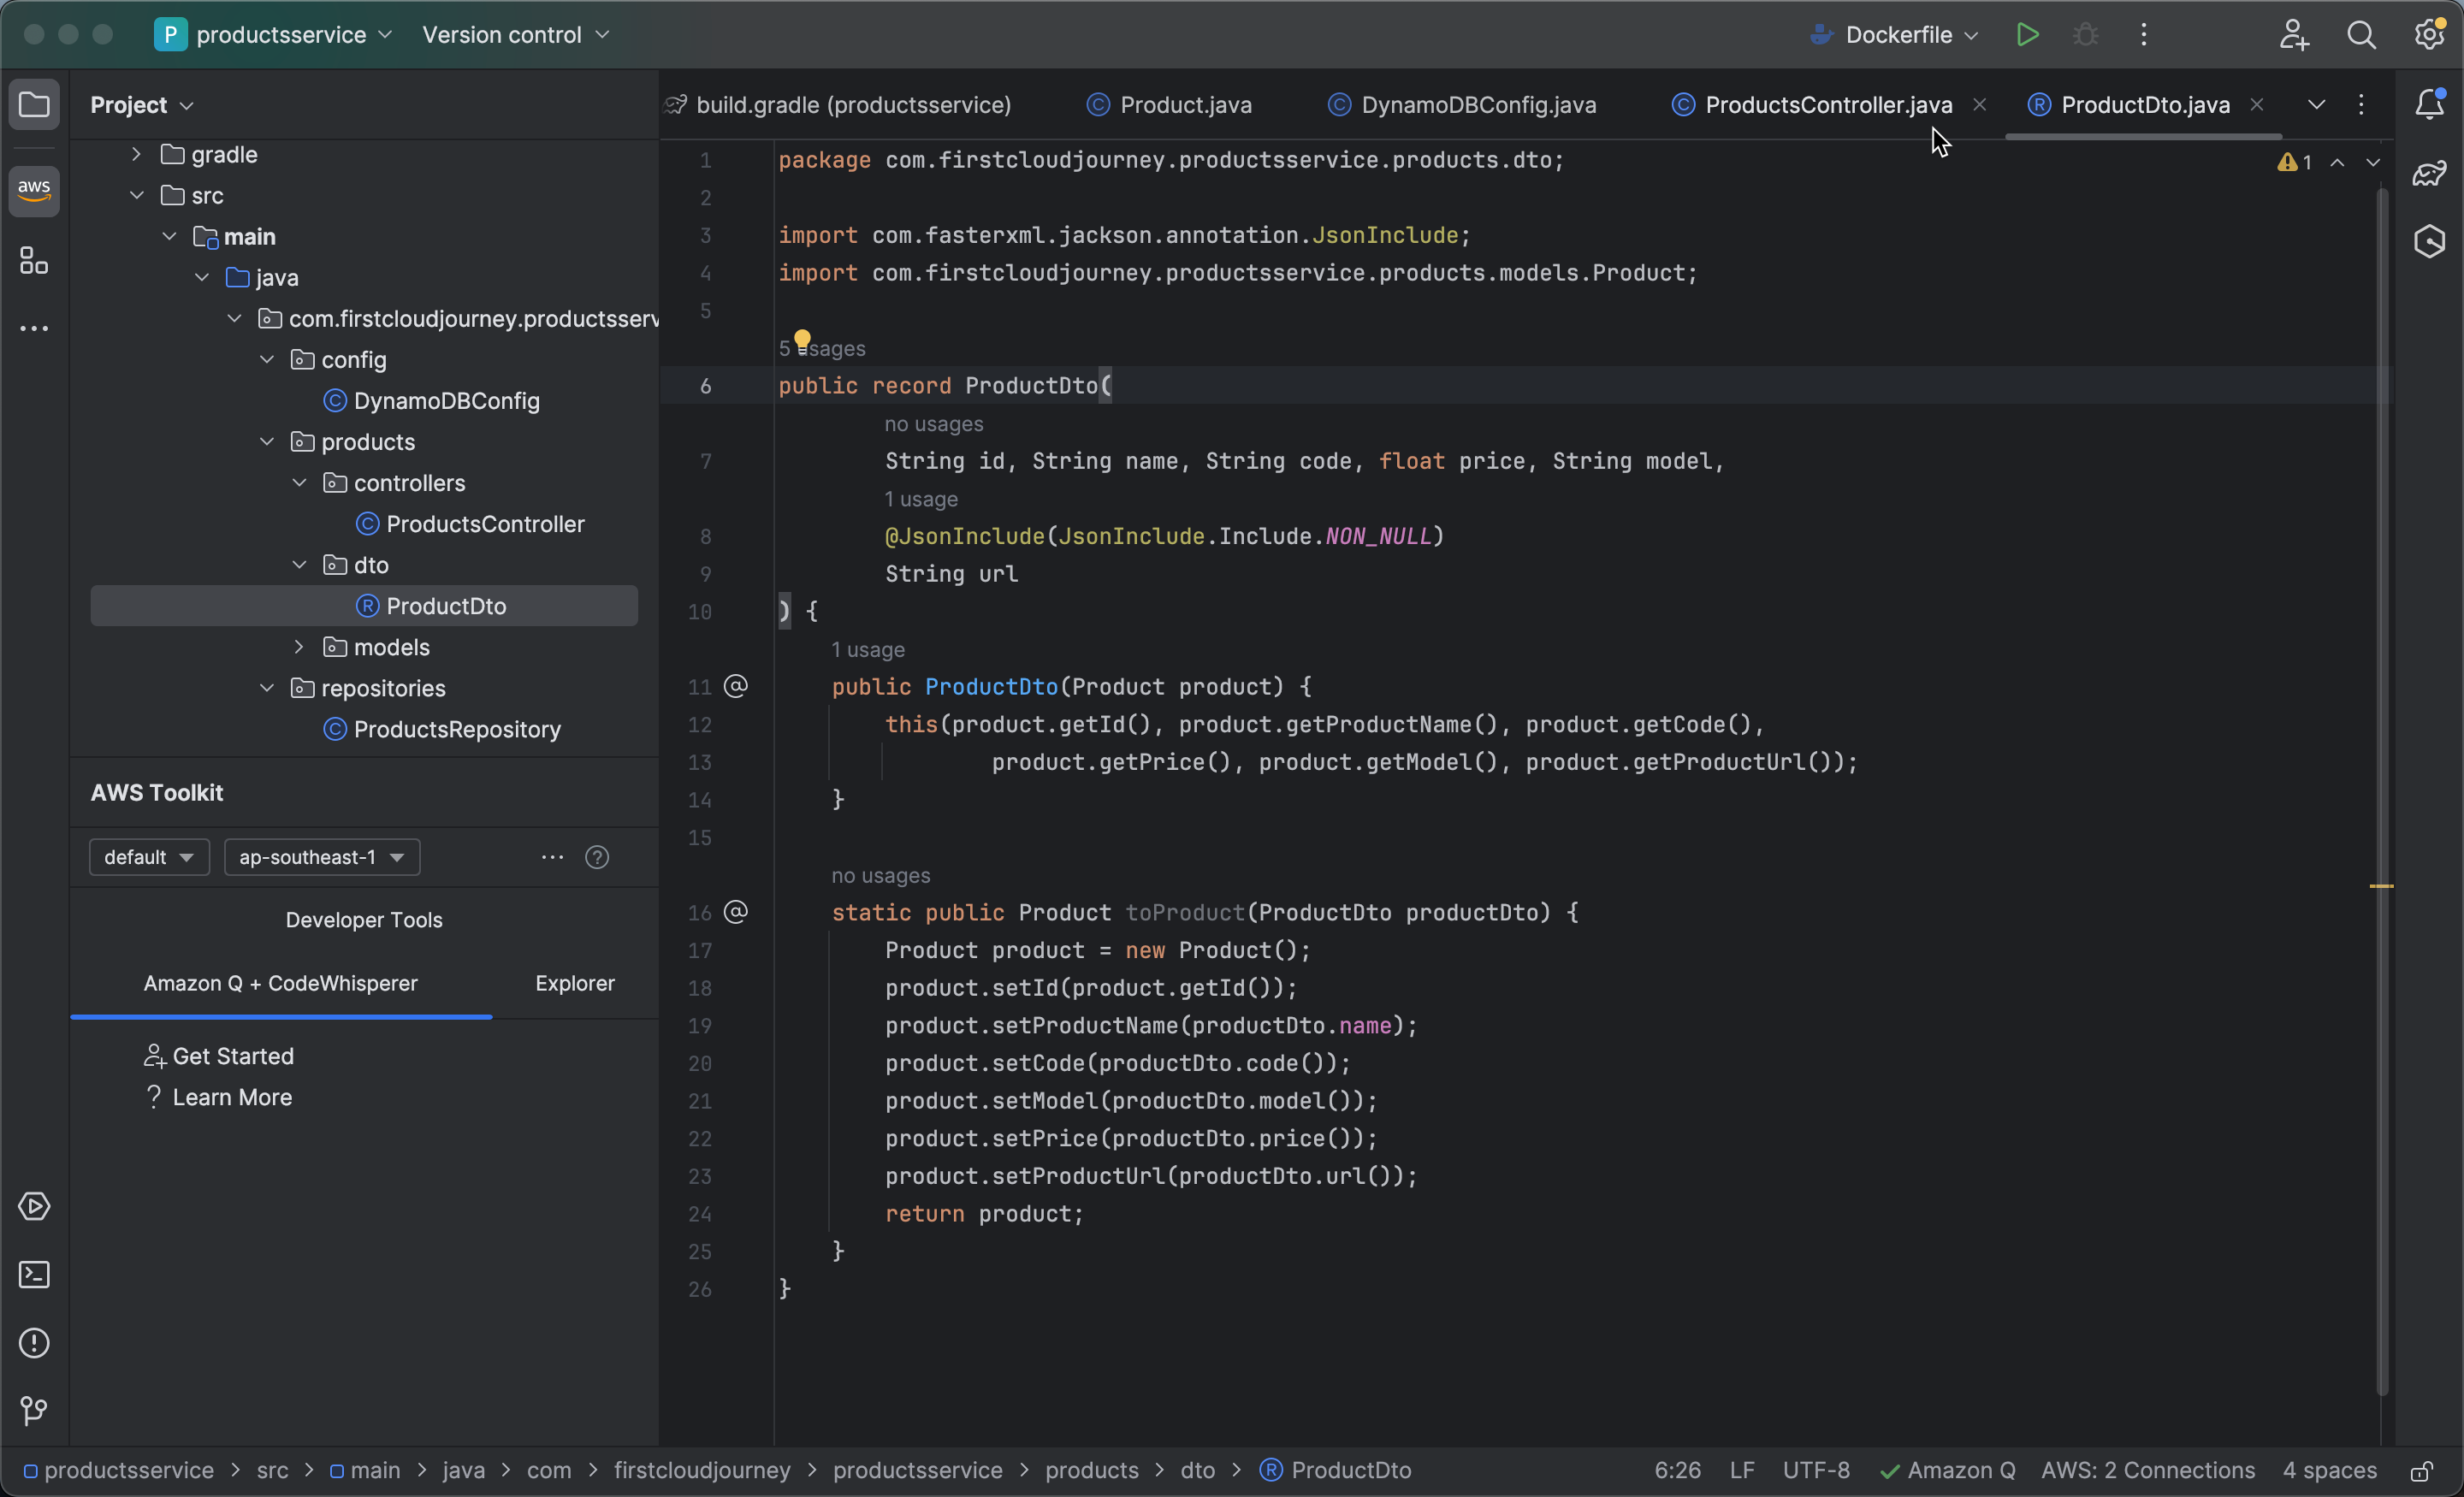 P productsservice Version control Dockerfile
aws
Project
gradle
src
main
java
com.firstcloudjourney.productsserv
config
C DynamoDBConfig
products
controllers
C ProductsController
dto
R ProductDto
models
repositories
C ProductsRepository
AWS Toolkit
default ap-southeast-1 ?
Developer Tools
Amazon Q + CodeWhisperer Explorer
Get Started
? Learn More
build.gradle (productsservice) C Product.java C DynamoDBConfig.java C ProductsController.java R ProductDto.java
1
1 package com.firstcloudjourney.productsservice.products.dto;
2
3 import com.fasterxml.jackson.annotation.JsonInclude;
4 import com.firstcloudjourney.productsservice.products.models.Product;
5
5 usages
6 public record ProductDto(
no usages
7 String id, String name, String code, float price, String model,
1 usage
8 @JsonInclude(JsonInclude.Include.NON_NULL)
9 String url
10 ) {
1 usage
11 @ public ProductDto(Product product) {
12 this(product.getId(), product.getProductName(), product.getCode(),
13 product.getPrice(), product.getModel(), product.getProductUrl());
14 }
15
no usages
16 @ static public Product toProduct(ProductDto productDto) {
17 Product product = new Product();
18 product.setId(product.getId());
19 product.setProductName(productDto.name);
20 product.setCode(productDto.code());
21 product.setModel(productDto.model());
22 product.setPrice(productDto.price());
23 product.setProductUrl(productDto.url());
24 return product;
25 }
26 }
productsservice > src > main > java > com > firstcloudjourney > productsservice > products > dto > R ProductDto 6:26 LF UTF-8 Amazon Q AWS: 2 Connections 4 spaces